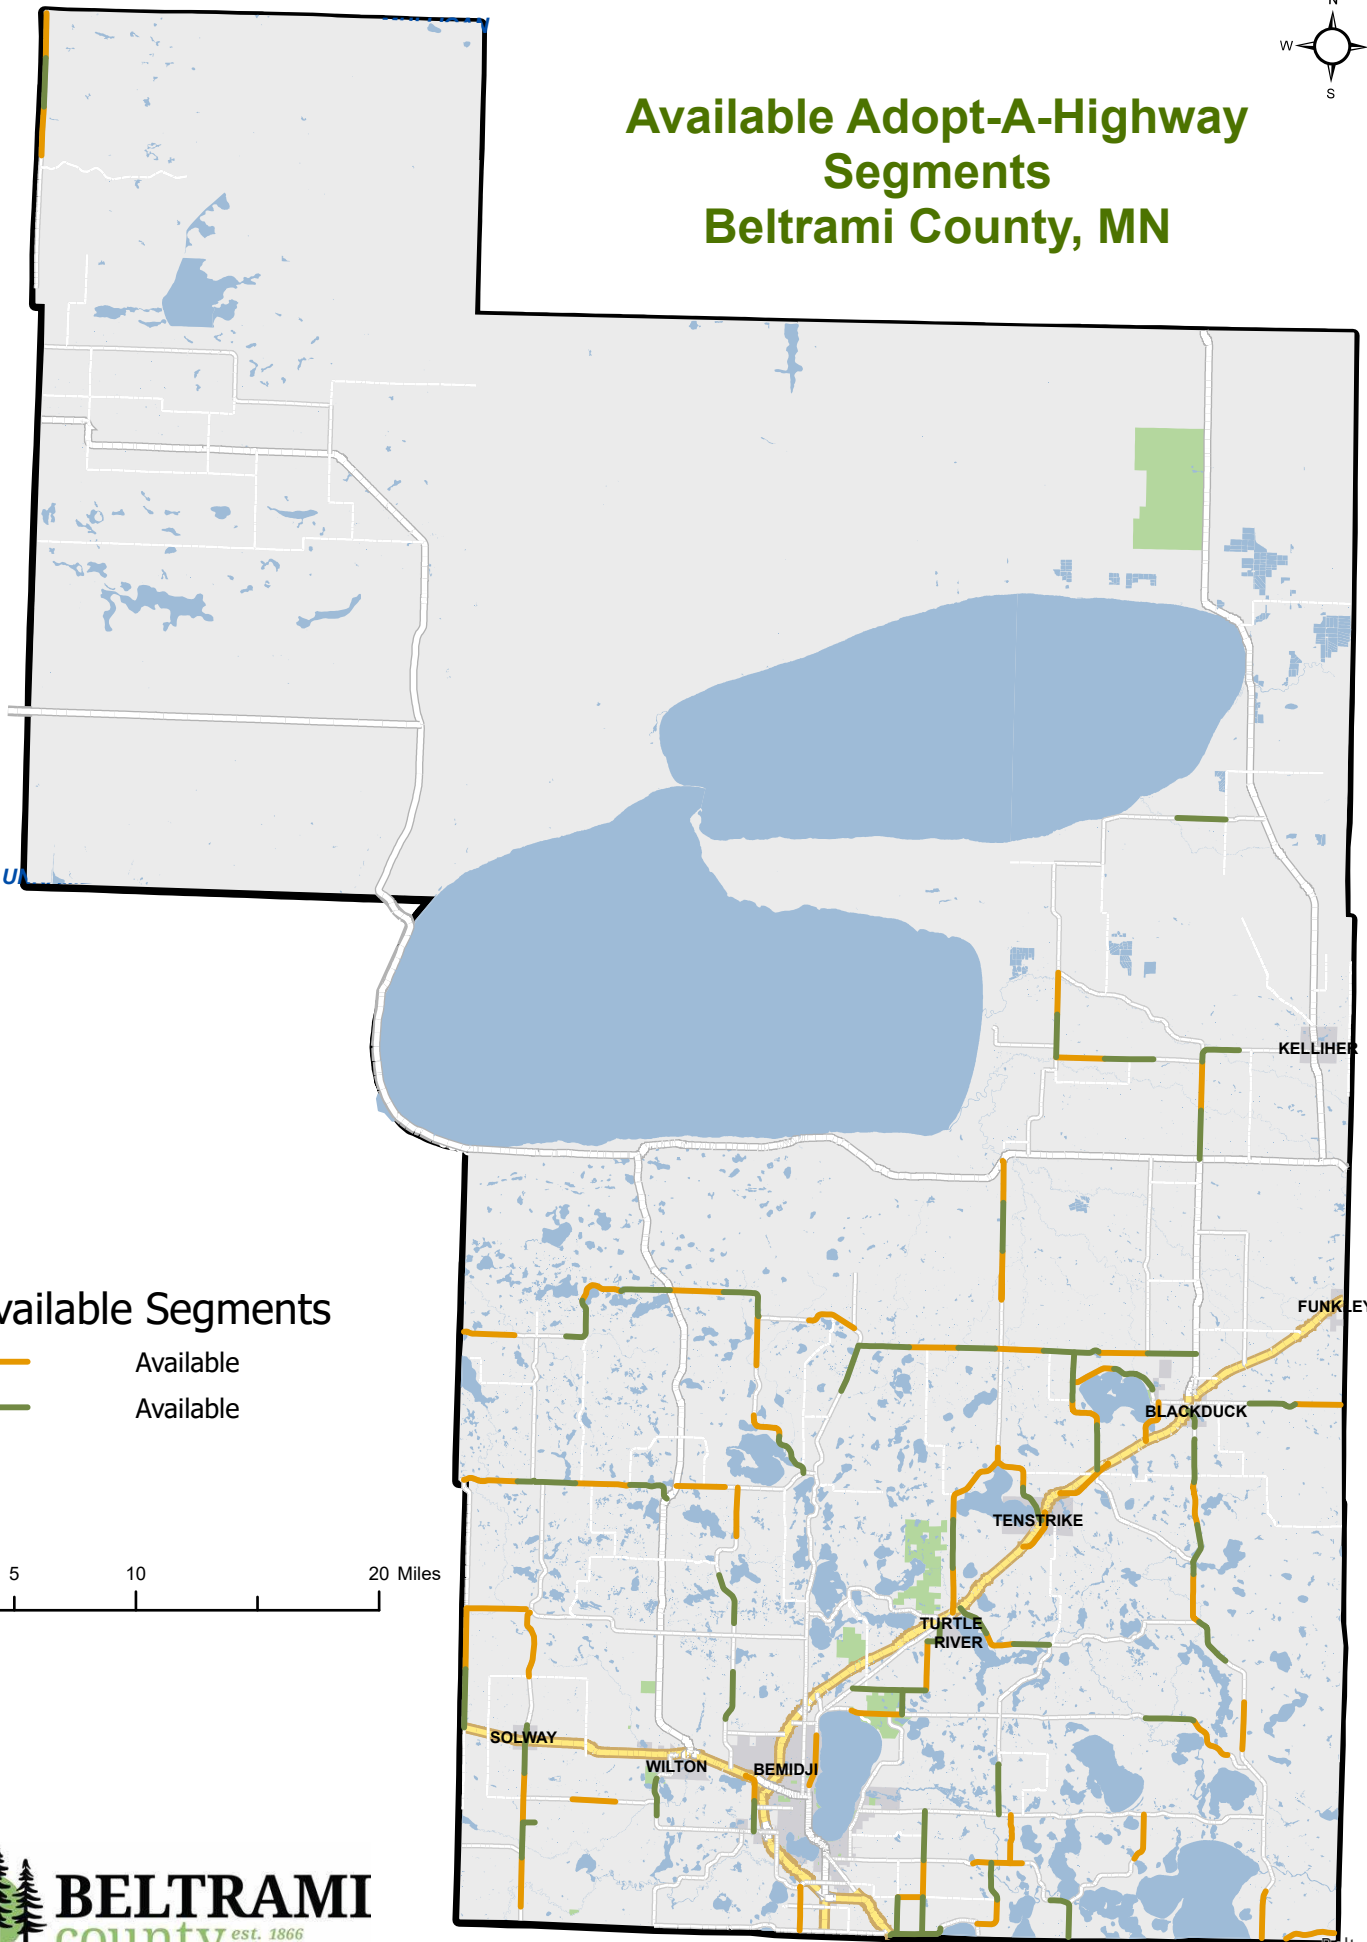 N
W
S
Available Adopt-A-Highway
Segments
Beltrami County, MN
KELLIHER
FUNKLEY
BLACKDUCK
TENSTRIKE
TURTLE
RIVER
SOLWAY
WILTON
BEMIDJI
vailable Segments
Available
Available
5 10 20 Miles
BELTRAMI
county est. 1866